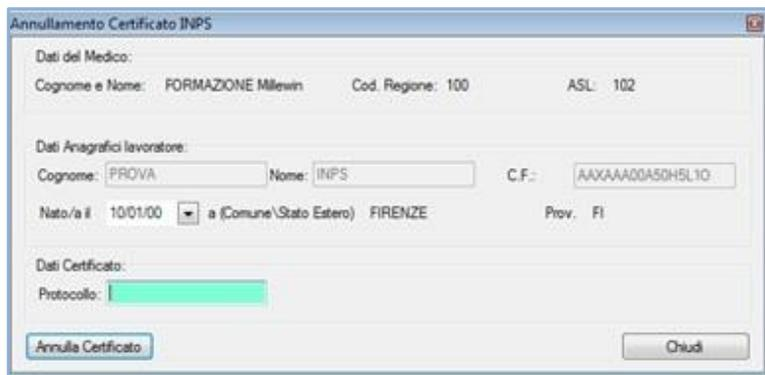 Annullamento Certificato INPS
Dati del Medico:
Cognome e Nome: FORMAZIONE Millewin Cod. Regione: 100 ASL: 102
Dati Anagrafici lavoratore:
Cognome: PROVA Nome: INPS C.F.: AAXAAA00A50H5L1O
Nato/a il 10/01/00 a (Comune\Stato Estero) FIRENZE Prov. FI
Dati Certificato:
Protocollo:
Annulla Certificato Chiudi